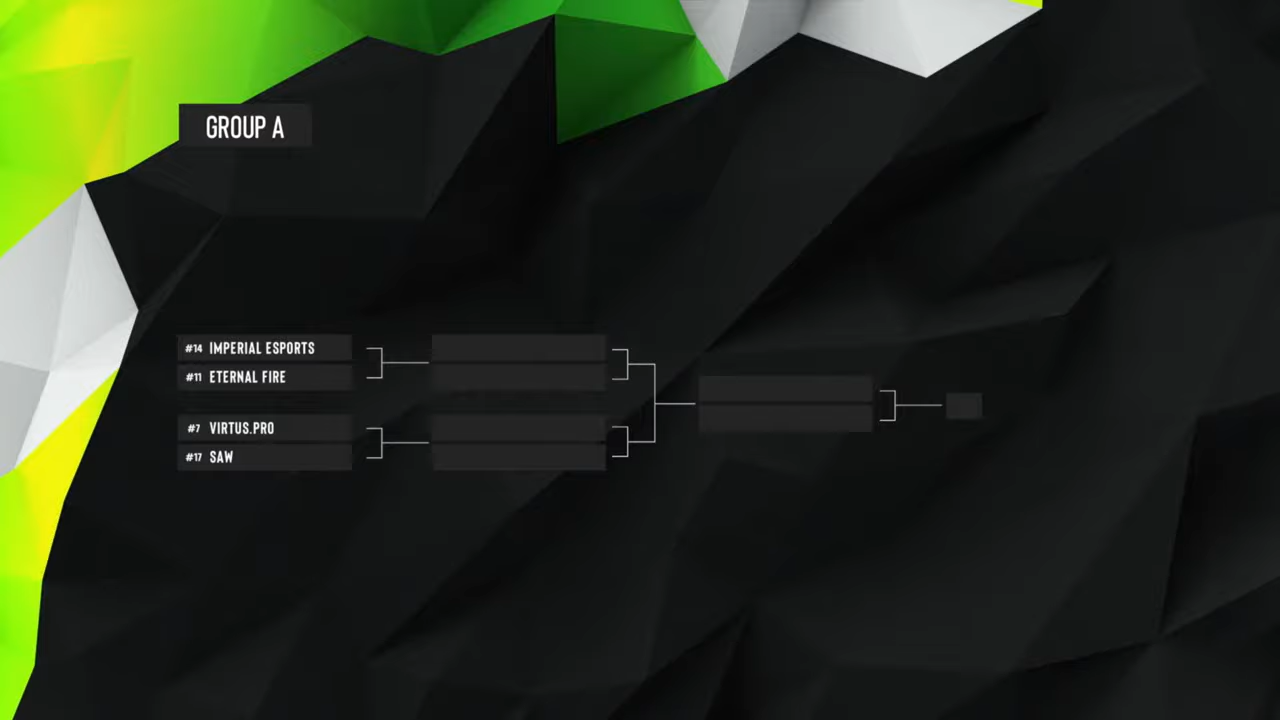 GROUP A
#14 IMPERIAL ESPORTS
#11 ETERNAL FIRE
#7 VIRTUS.PRO
#17 SAW